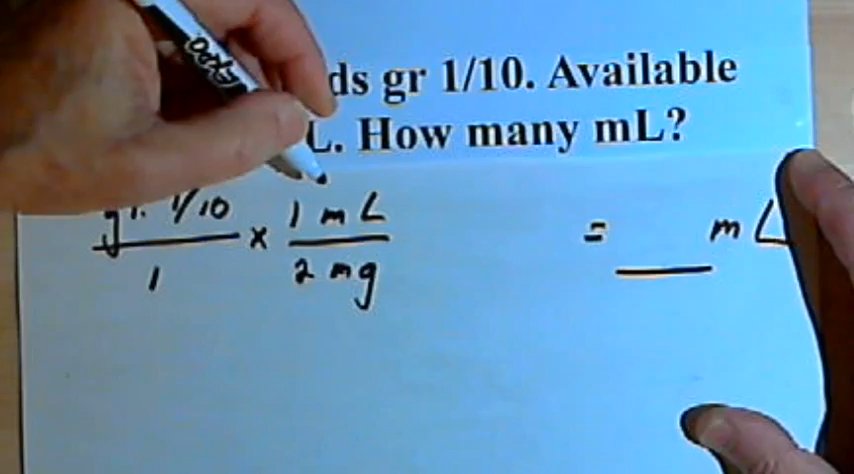 ds gr 1/10. Available
L. How many mL?
EXPO
gr. 1/10 x 1 mL = ___ mL
1 2 mg